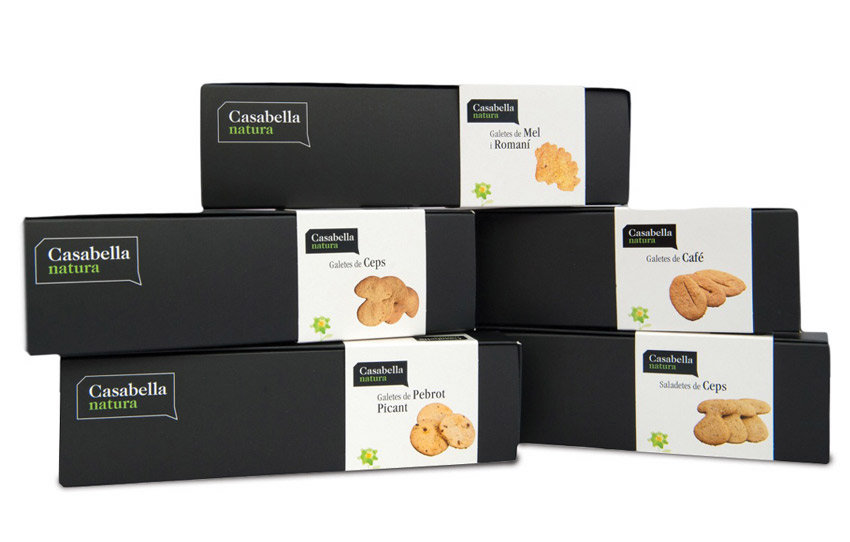 Casabella
natura
Casabella
natura
Galetes de Mel
i Romaní
Casabella
natura
Casabella
natura
Galetes de Ceps
Casabella
natura
Galetes de Café
Casabella
natura
Casabella
natura
Galetes de Pebrot
Picant
Casabella
natura
Saladetes de Ceps